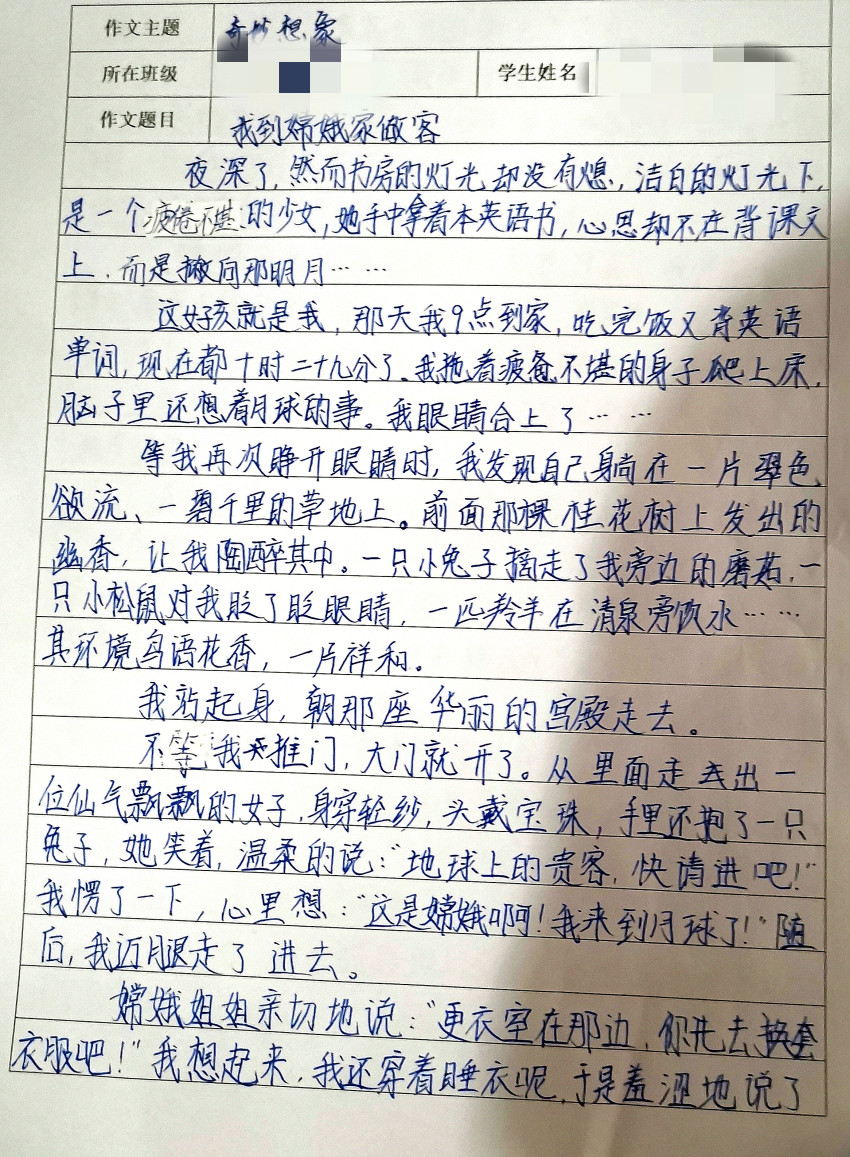 作文主题 奇妙想象
所在班级 学生姓名
作文题目 我到嫦娥家做客
夜深了，然而书房的灯光却没有熄，洁白的灯光下，
是一个疲倦不堪的少女，她手中拿着本英语书，心思却不在背课文
上，而是撇向那明月……
这女孩就是我，那天我9点到家，吃完饭又背英语
单词，现在都十时二十九分了。我拖着疲惫不堪的身子爬上床，
脑子里还想着月球的事。我眼睛合上了……
等我再次睁开眼睛时，我发现自己身躺在一片翠色
欲流、一碧千里的草地上。前面那棵桂花树上发出的
幽香，让我陶醉其中。一只小兔子摘走了我旁边的磨菇，一
只小松鼠对我眨了眨眼睛，一匹羚羊在清泉旁饮水……
其环境鸟语花香，一片祥和。
我站起身，朝那座华丽的宫殿走去。
不等我推门，大门就开了。从里面走出一
位仙气飘飘的女子，身穿轻纱，头戴宝珠，手里还抱了一只
兔子，她笑着，温柔的说：“地球上的贵客，快请进吧！”
我愣了一下，心里想：“这是嫦娥啊！我来到月球了！”随
后，我迈腿走了进去。
嫦娥姐姐亲切地说：“更衣室在那边，你先去换套
衣服吧！”我想起来，我还穿着睡衣呢，于是羞涩地说了